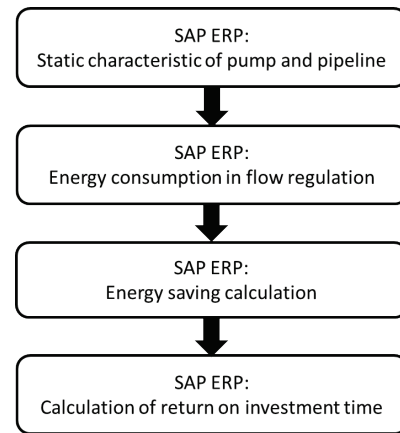 SAP ERP:
Static characteristic of pump and pipeline
SAP ERP:
Energy consumption in flow regulation
SAP ERP:
Energy saving calculation
SAP ERP:
Calculation of return on investment time